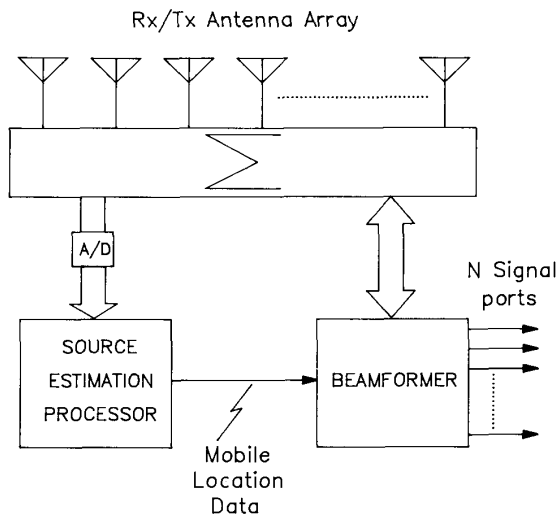 Rx/Tx Antenna Array
Σ
A/D
N Signal
ports
SOURCE
ESTIMATION
PROCESSOR
BEAMFORMER
Mobile
Location
Data